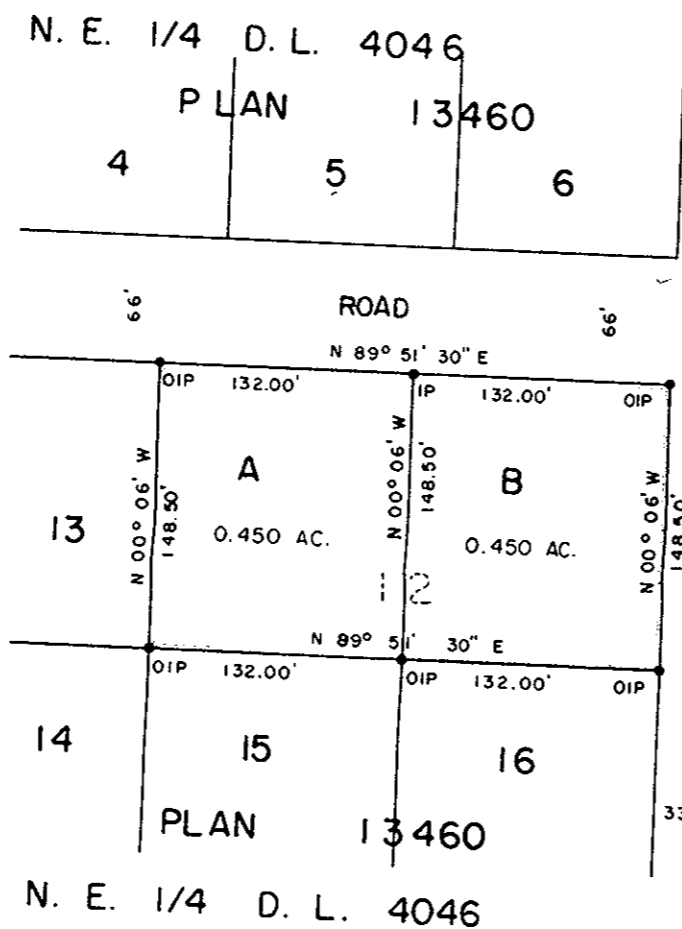 N. E. 1/4 D. L. 4046
PLAN 13460
4 5 6
66' ROAD 66'
N 89° 51' 30" E
OIP 132.00' IP 132.00' OIP
N 00° 06' W 148.50'
N 00° 06' W 148.50'
N 00° 06' W 148.50'
A B
13 0.450 AC. 0.450 AC.
12
N 89° 51' 30" E
OIP 132.00' OIP 132.00' OIP
14 15 16
33
PLAN 13460
N. E. 1/4 D. L. 4046